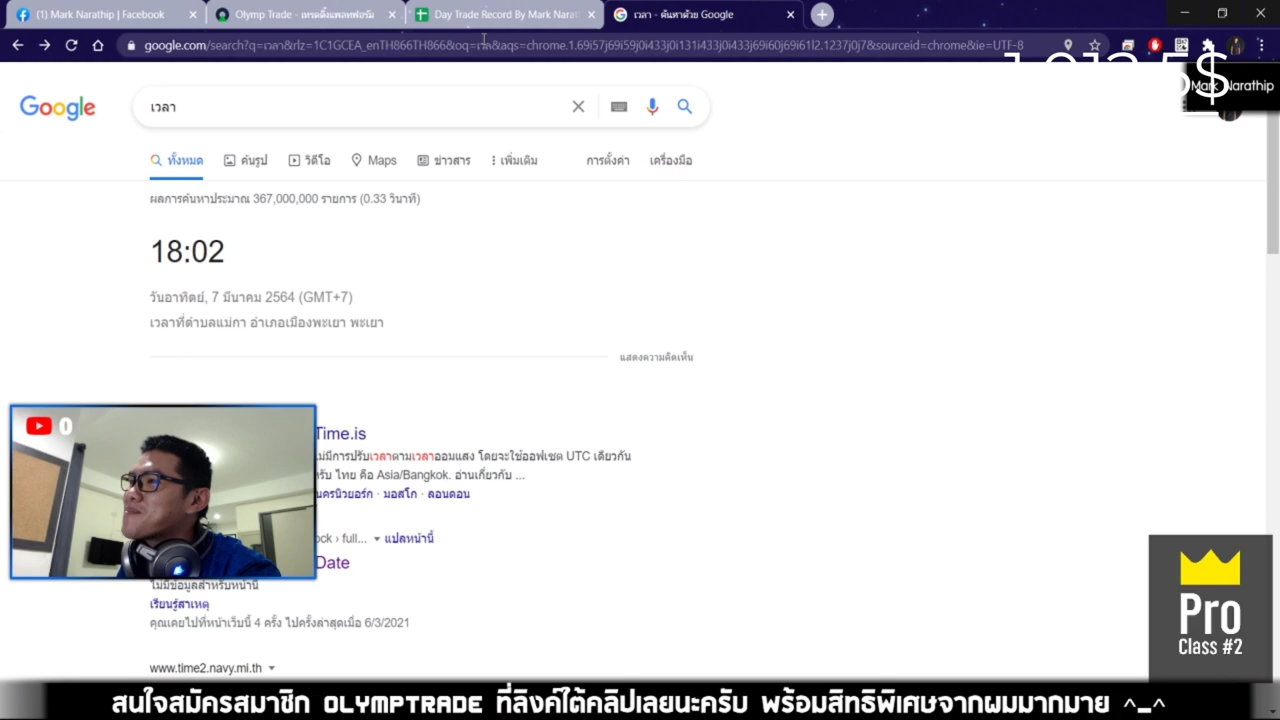 (1) Mark Narathip | Facebook
Olymp Trade - เทรดดิ้งแพลตฟอร์ม
Day Trade Record By Mark Narat
เวลา - ค้นหาด้วย Google
google.com/search?q=เวลา&rlz=1C1GCEA_enTH866TH866&oq=เวลา&aqs=chrome.1.69i57j69i59j0i433j0i131i433j0i433j69i60j69i61l2.1237j0j7&sourceid=chrome&ie=UTF-8
Mark Narathip
Google
เวลา
ทั้งหมด
ค้นรูป
วิดีโอ
Maps
ข่าวสาร
เพิ่มเติม
การตั้งค่า
เครื่องมือ
ผลการค้นหาประมาณ 367,000,000 รายการ (0.33 วินาที)
18:02
วันอาทิตย์, 7 มีนาคม 2564 (GMT+7)
เวลาที่ตำบลแม่กา อำเภอเมืองพะเยา พะเยา
แสดงความคิดเห็น
0
Time.is
ไม่มีการปรับเวลาตามเวลาออมแสง โดยจะใช้ออฟเซต UTC เดียวกัน
รับ ไทย คือ Asia/Bangkok. อ่านเกี่ยวกับ ...
นครนิวยอร์ก · มอสโก · ลอนดอน
ock › full...
แปลหน้านี้
Date
ไม่มีข้อมูลสำหรับหน้านี้
เรียนรู้สาเหตุ
คุณเคยไปที่หน้าเว็บนี้ 4 ครั้ง ไปครั้งล่าสุดเมื่อ 6/3/2021
www.time2.navy.mi.th
Pro
Class #2
สนใจสมัครสมาชิก OLYMPTRADE ที่ลิงค์ใต้คลิปเลยนะครับ พร้อมสิทธิพิเศษจากผมมากมาย ^_^